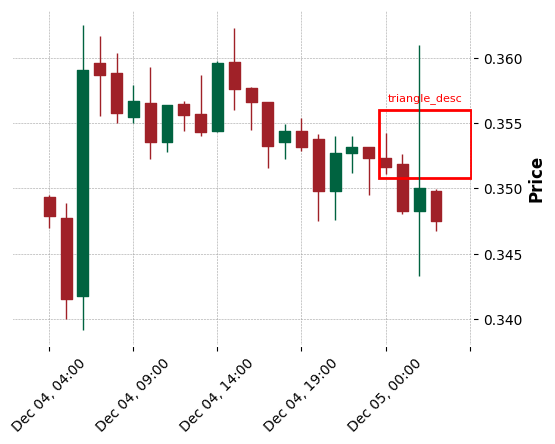 triangle_desc
0.360
0.355
0.350
0.345
0.340
Price
Dec 04, 04:00
Dec 04, 09:00
Dec 04, 14:00
Dec 04, 19:00
Dec 05, 00:00